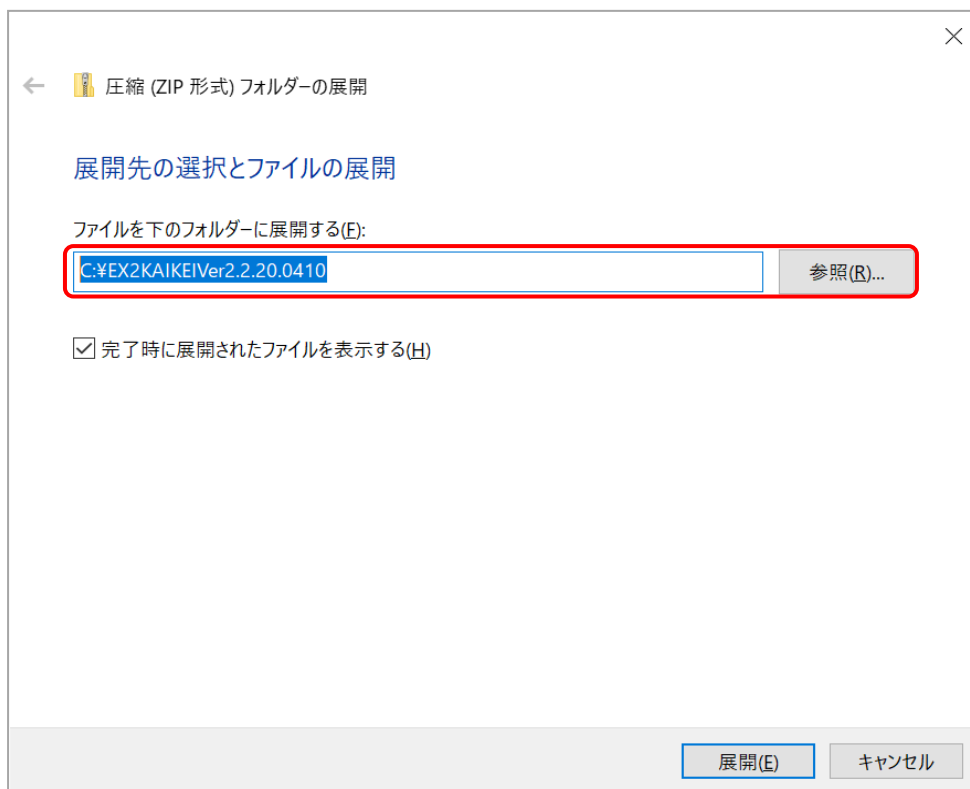 圧縮 (ZIP 形式) フォルダーの展開
展開先の選択とファイルの展開
ファイルを下のフォルダーに展開する(F):
C:¥EX2KAIKEIVer2.2.20.0410
参照(R)...
完了時に展開されたファイルを表示する(H)
展開(E)
キャンセル